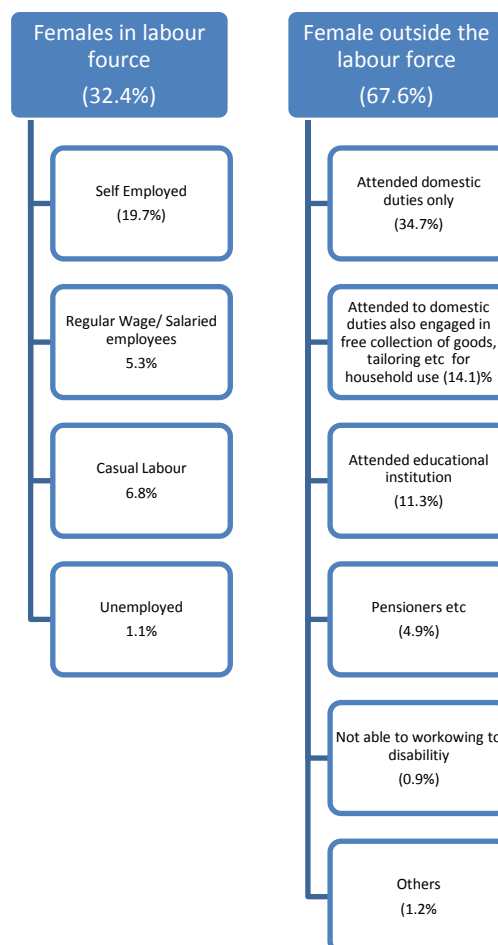 Females in labour
fource
(32.4%)
Self Employed
(19.7%)
Regular Wage/ Salaried
employees
5.3%
Casual Labour
6.8%
Unemployed
1.1%
Female outside the
labour force
(67.6%)
Attended domestic
duties only
(34.7%)
Attended to domestic
duties also engaged in
free collection of goods,
tailoring etc for
household use (14.1)%
Attended educational
institution
(11.3%)
Pensioners etc
(4.9%)
Not able to workowing to
disabilitiy
(0.9%)
Others
(1.2%